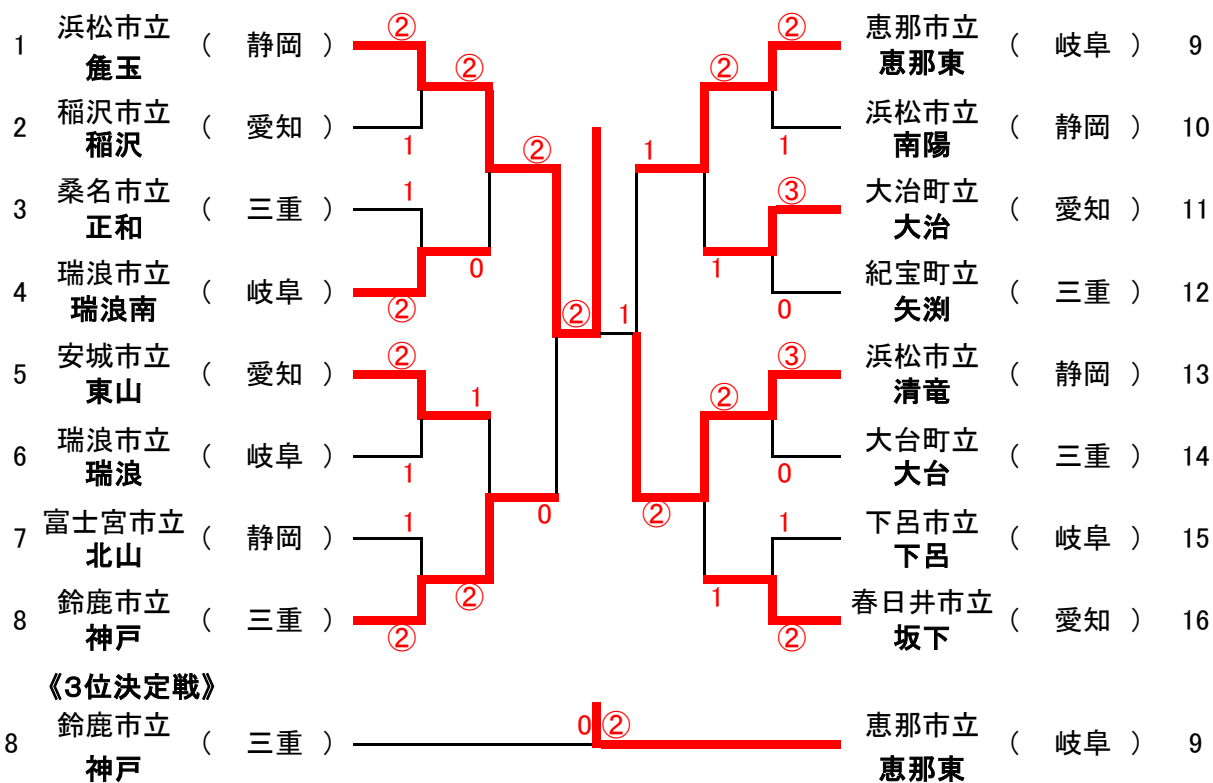 1 浜松市立 ( 静岡 ) ②
麁玉
②
2 稲沢市立 ( 愛知 ) 1
稲沢
②
3 桑名市立 ( 三重 ) 1
正和
0
4 瑞浪市立 ( 岐阜 ) ②
瑞浪南
②
5 安城市立 ( 愛知 ) ②
東山
1
6 瑞浪市立 ( 岐阜 ) 1
瑞浪
0
7 富士宮市立 ( 静岡 ) 1
北山
②
8 鈴鹿市立 ( 三重 ) ②
神戸
② 恵那市立 ( 岐阜 ) 9
恵那東
②
1 浜松市立 ( 静岡 ) 10
南陽
1
③ 大治町立 ( 愛知 ) 11
大治
1
0 紀宝町立 ( 三重 ) 12
矢渕
1
③ 浜松市立 ( 静岡 ) 13
清竜
②
0 大台町立 ( 三重 ) 14
大台
②
1 下呂市立 ( 岐阜 ) 15
下呂
1
② 春日井市立 ( 愛知 ) 16
坂下
《3位決定戦》
8 鈴鹿市立 ( 三重 ) 0 ② 恵那市立 ( 岐阜 ) 9
神戸 恵那東